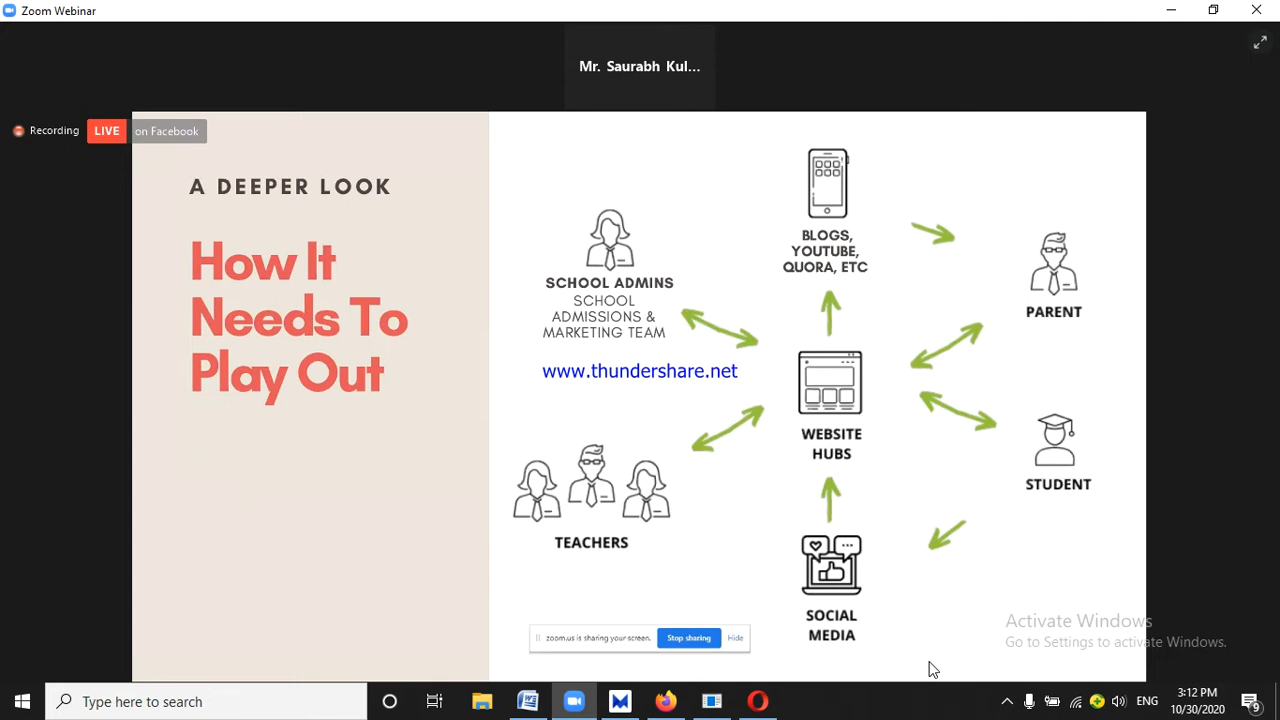 Zoom Webinar
Mr. Saurabh Kul...
Recording
LIVE
on Facebook
A DEEPER LOOK
How It
Needs To
Play Out
SCHOOL ADMINS
SCHOOL
ADMISSIONS &
MARKETING TEAM
www.thundershare.net
TEACHERS
BLOGS,
YOUTUBE,
QUORA, ETC
WEBSITE
HUBS
SOCIAL
MEDIA
PARENT
STUDENT
zoom.us is sharing your screen.
Stop sharing
Hide
Activate Windows
Go to Settings to activate Windows.
Type here to search
ENG
3:12 PM
10/30/2020
9